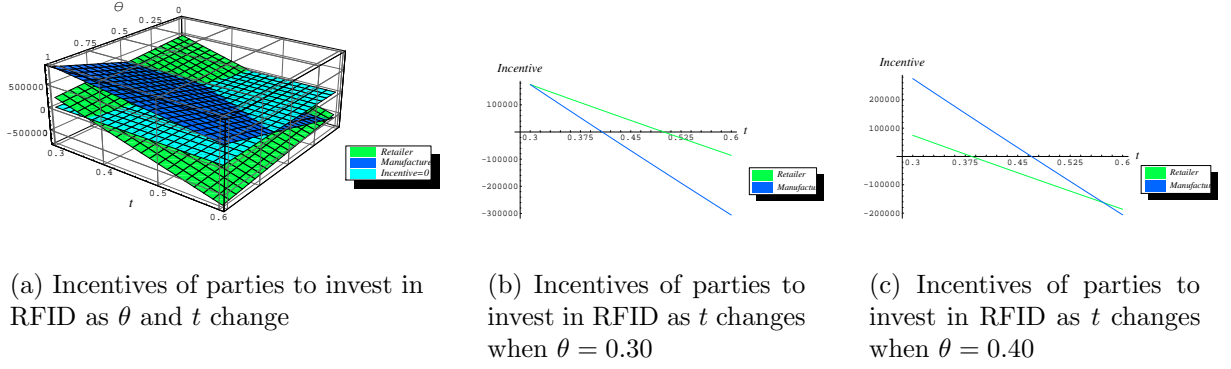 Θ
0
0.25
0.5
0.75
1
500000
0
-500000
0.3
0.4
0.5
0.6
t
Retailer
Manufacture
Incentive=0
(a) Incentives of parties to invest in
RFID as θ and t change
Incentive
100000
-100000
-200000
-300000
0.3
0.375
0.45
0.525
0.6
t
Retailer
Manufactu
(b) Incentives of parties to
invest in RFID as t changes
when θ = 0.30
Incentive
200000
100000
-100000
-200000
0.3
0.375
0.45
0.525
0.6
t
Retailer
Manufactu
(c) Incentives of parties to
invest in RFID as t changes
when θ = 0.40